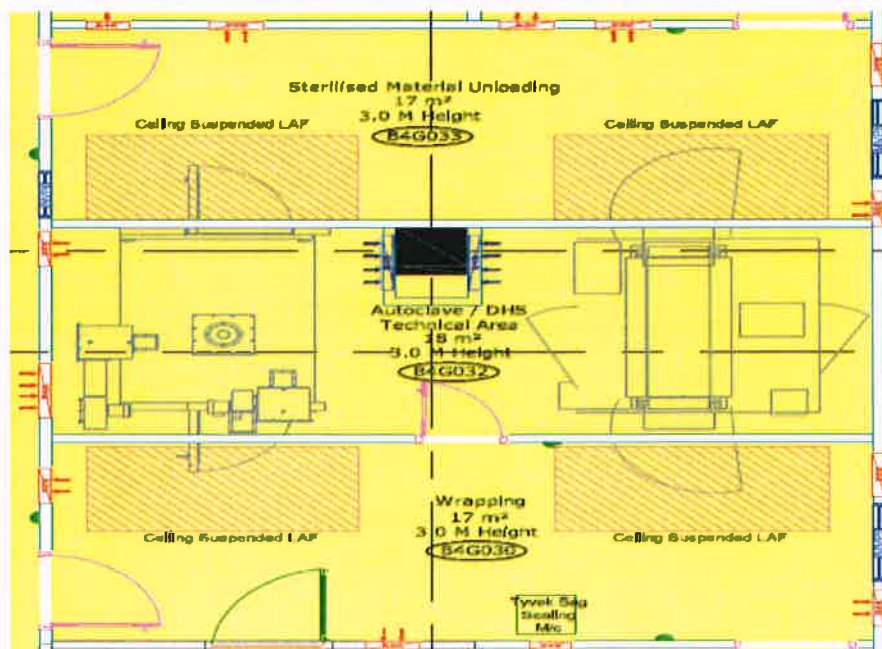 Sterilised Material Unloading
17 m²
3.0 M Height
B4G033
Ceiling Suspended LAF
Ceiling Suspended LAF
Autoclave / DHS
Technical Area
18 m²
3.0 M Height
B4G032
Wrapping
17 m²
3.0 M Height
B4G030
Ceiling Suspended LAF
Ceiling Suspended LAF
Tyvek Bag
Sealing
M/c